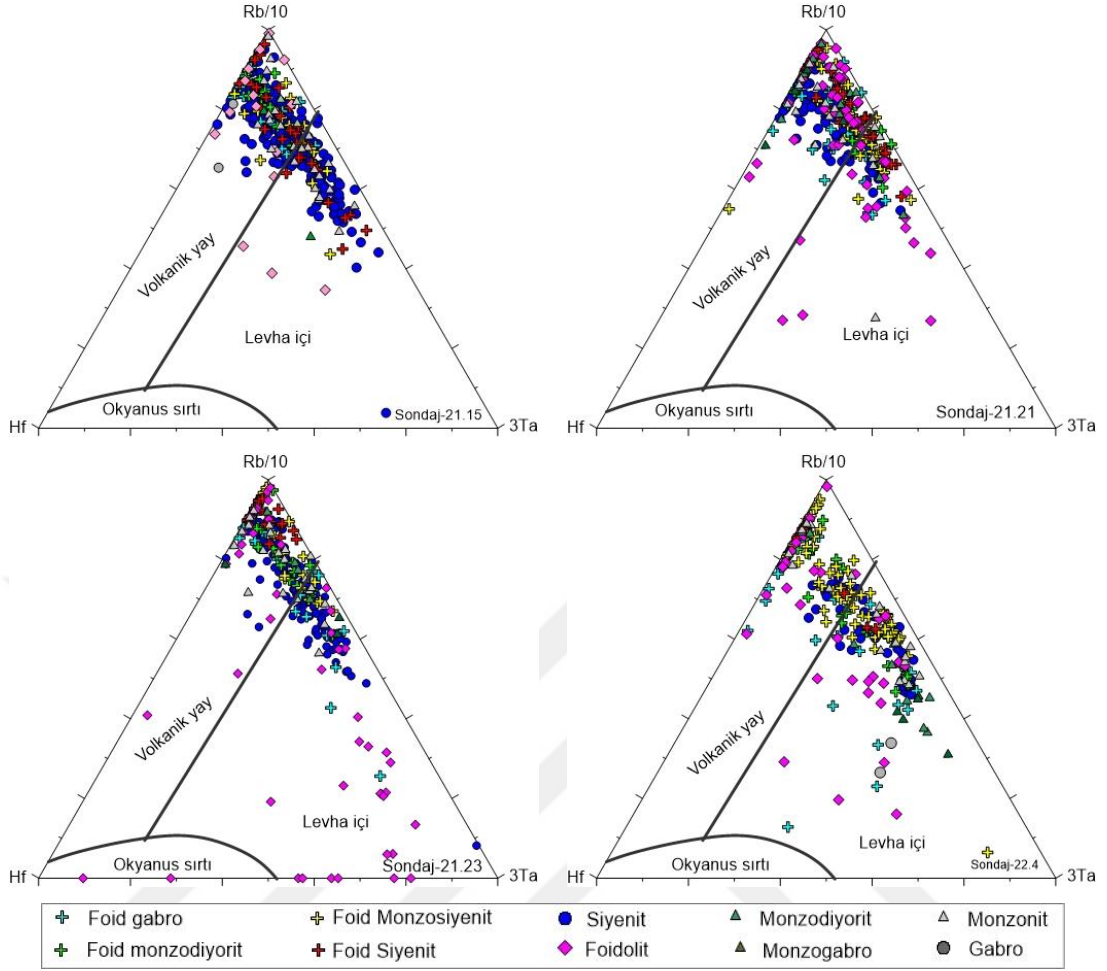 Rb/10
Volkanik yay
Levha içi
Okyanus sırtı
Sondaj-21.15
Hf
3Ta
Rb/10
Volkanik yay
Levha içi
Okyanus sırtı
Sondaj-21.21
Hf
3Ta
Rb/10
Volkanik yay
Levha içi
Okyanus sırtı
Sondaj-21.23
Hf
3Ta
Rb/10
Volkanik yay
Levha içi
Okyanus sırtı
Sondaj-22.4
Hf
3Ta
Foid gabro
Foid Monzosiyenit
Siyenit
Monzodiyorit
Monzonit
Foid monzodiyorit
Foid Siyenit
Foidolit
Monzogabro
Gabro